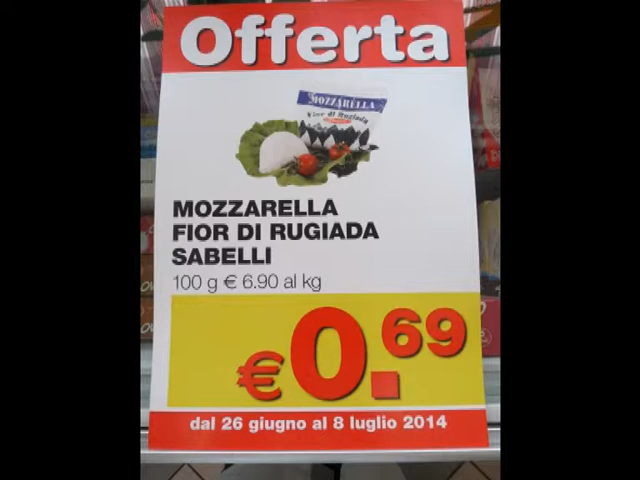 Offerta
MOZZARELLA
Fior di Rugiada
MOZZARELLA
FIOR DI RUGIADA
SABELLI
100 g € 6.90 al kg
€0.69
dal 26 giugno al 8 luglio 2014